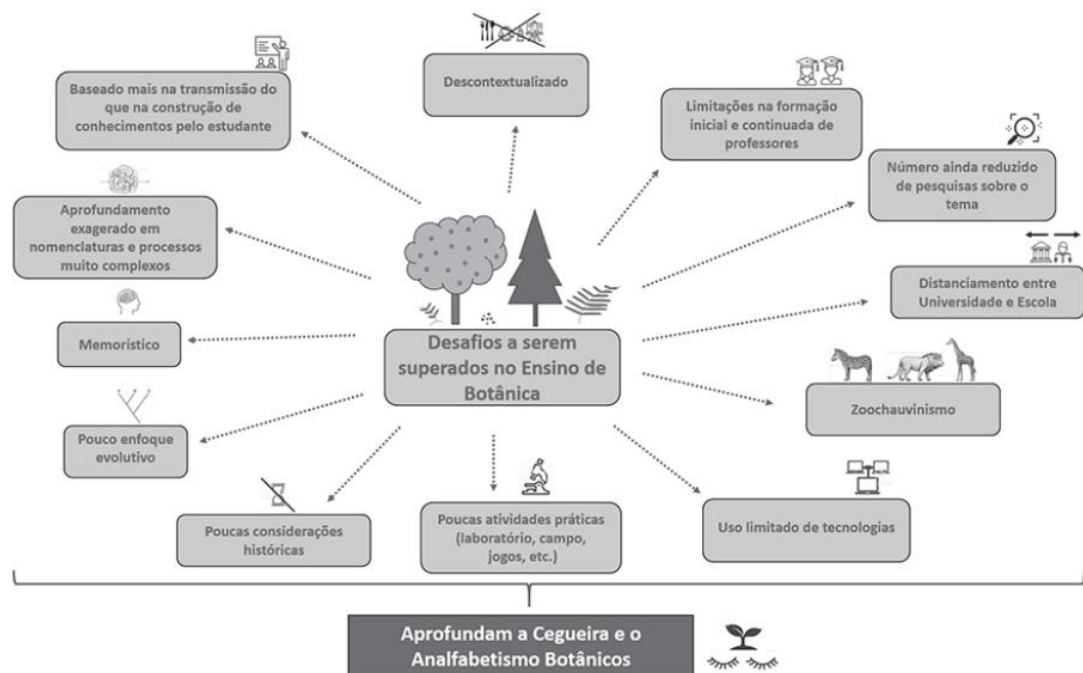 Baseado mais na transmissão do
que na construção de
conhecimentos pelo estudante
Descontextualizado
Limitações na formação
inicial e continuada de
professores
Número ainda reduzido
de pesquisas sobre o
tema
Aprofundamento
exagerado em
nomenclaturas e processos
muito complexos
Distanciamento entre
Universidade e Escola
Memorístico
Desafios a serem
superados no Ensino de
Botânica
Zoochauvinismo
Pouco enfoque
evolutivo
Poucas considerações
históricas
Poucas atividades práticas
(laboratório, campo,
jogos, etc.)
Uso limitado de tecnologias
Aprofundam a Cegueira e o
Analfabetismo Botânicos